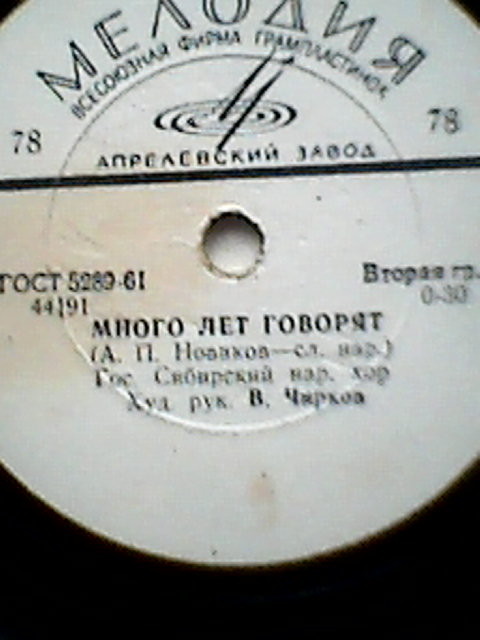 МЕЛОДИЯ
ВСЕСОЮЗНАЯ ФИРМА ГРАМПЛАСТИНОК
78 78
АПРЕЛЕВСКИЙ ЗАВОД
ГОСТ 5289-61 Вторая гр.
44191 0-30
МНОГО ЛЕТ ГОВОРЯТ
(А. П. Новиков—сл. нар.)
Гос. Сибирский нар. хор
Худ. рук. В. Чирков